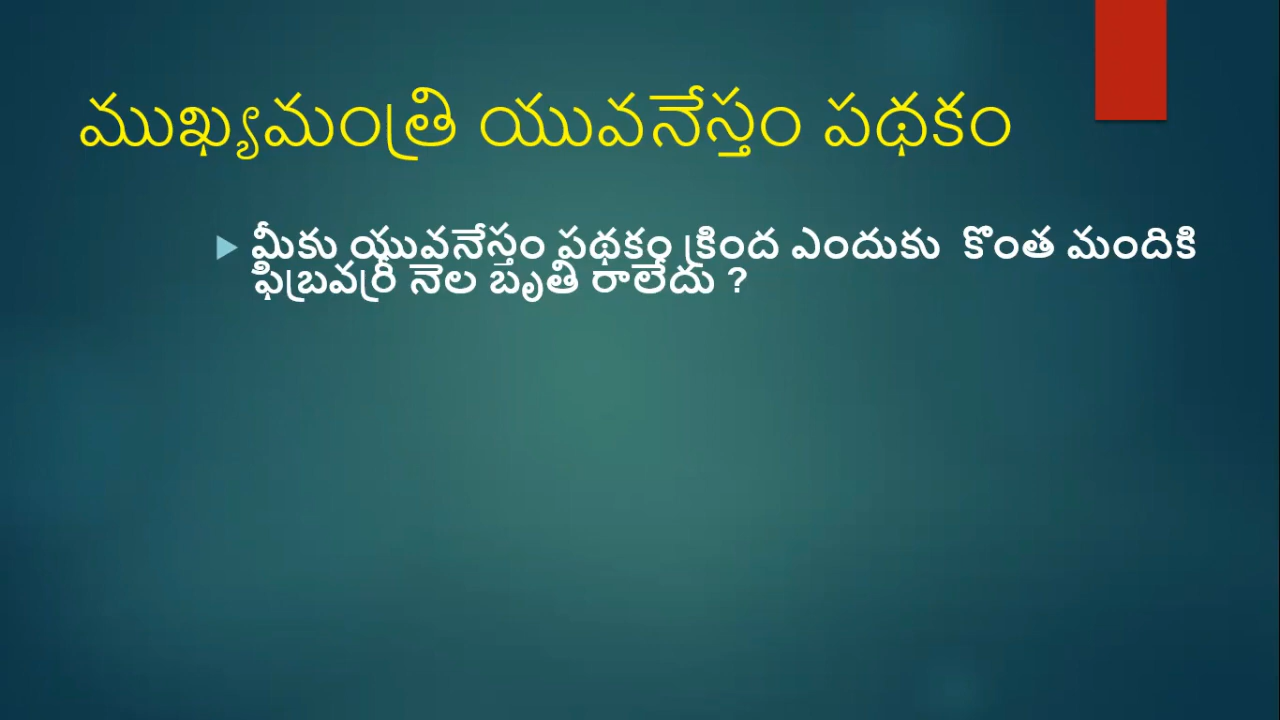 ముఖ్యమంత్రి యువనేస్తం పథకం
మీకు యువనేస్తం పథకం క్రింద ఎందుకు కొంత మందికి
ఫిబ్రవర్రీ నెల బృతి రాలేదు ?